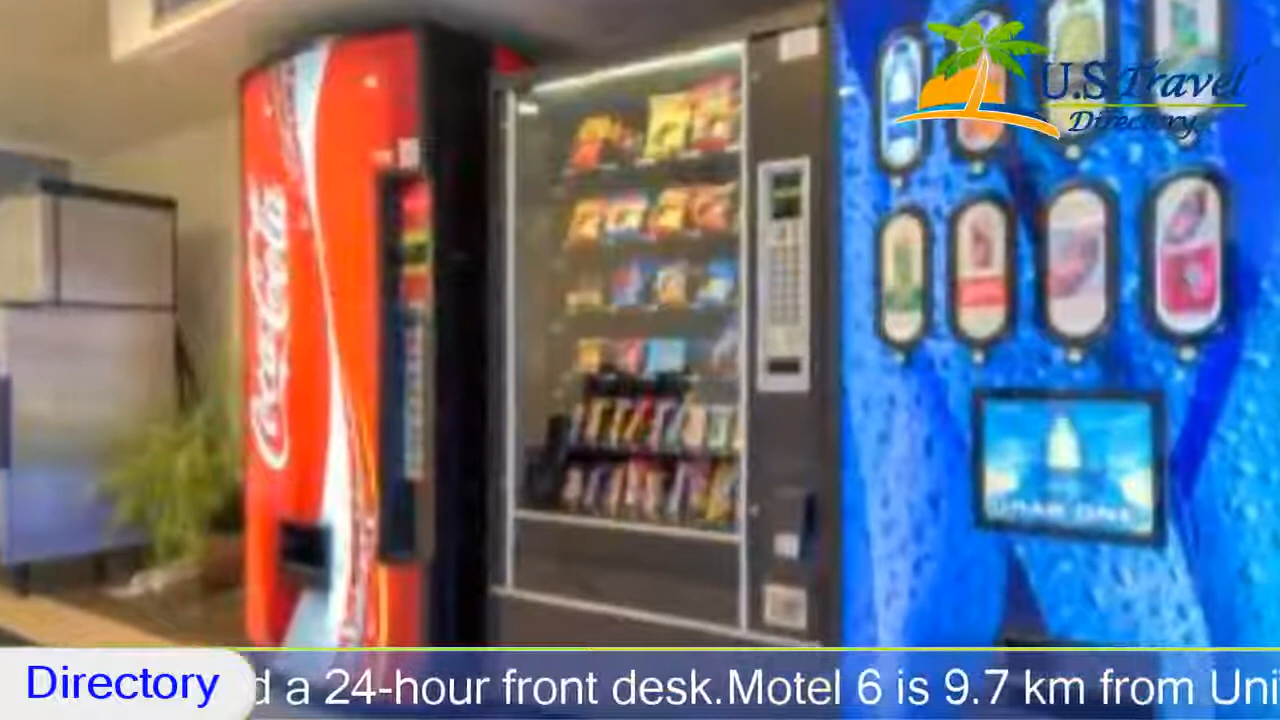 U.S Travel
Directory
Coca-Cola
Directory
d a 24-hour front desk.Motel 6 is 9.7 km from Uni